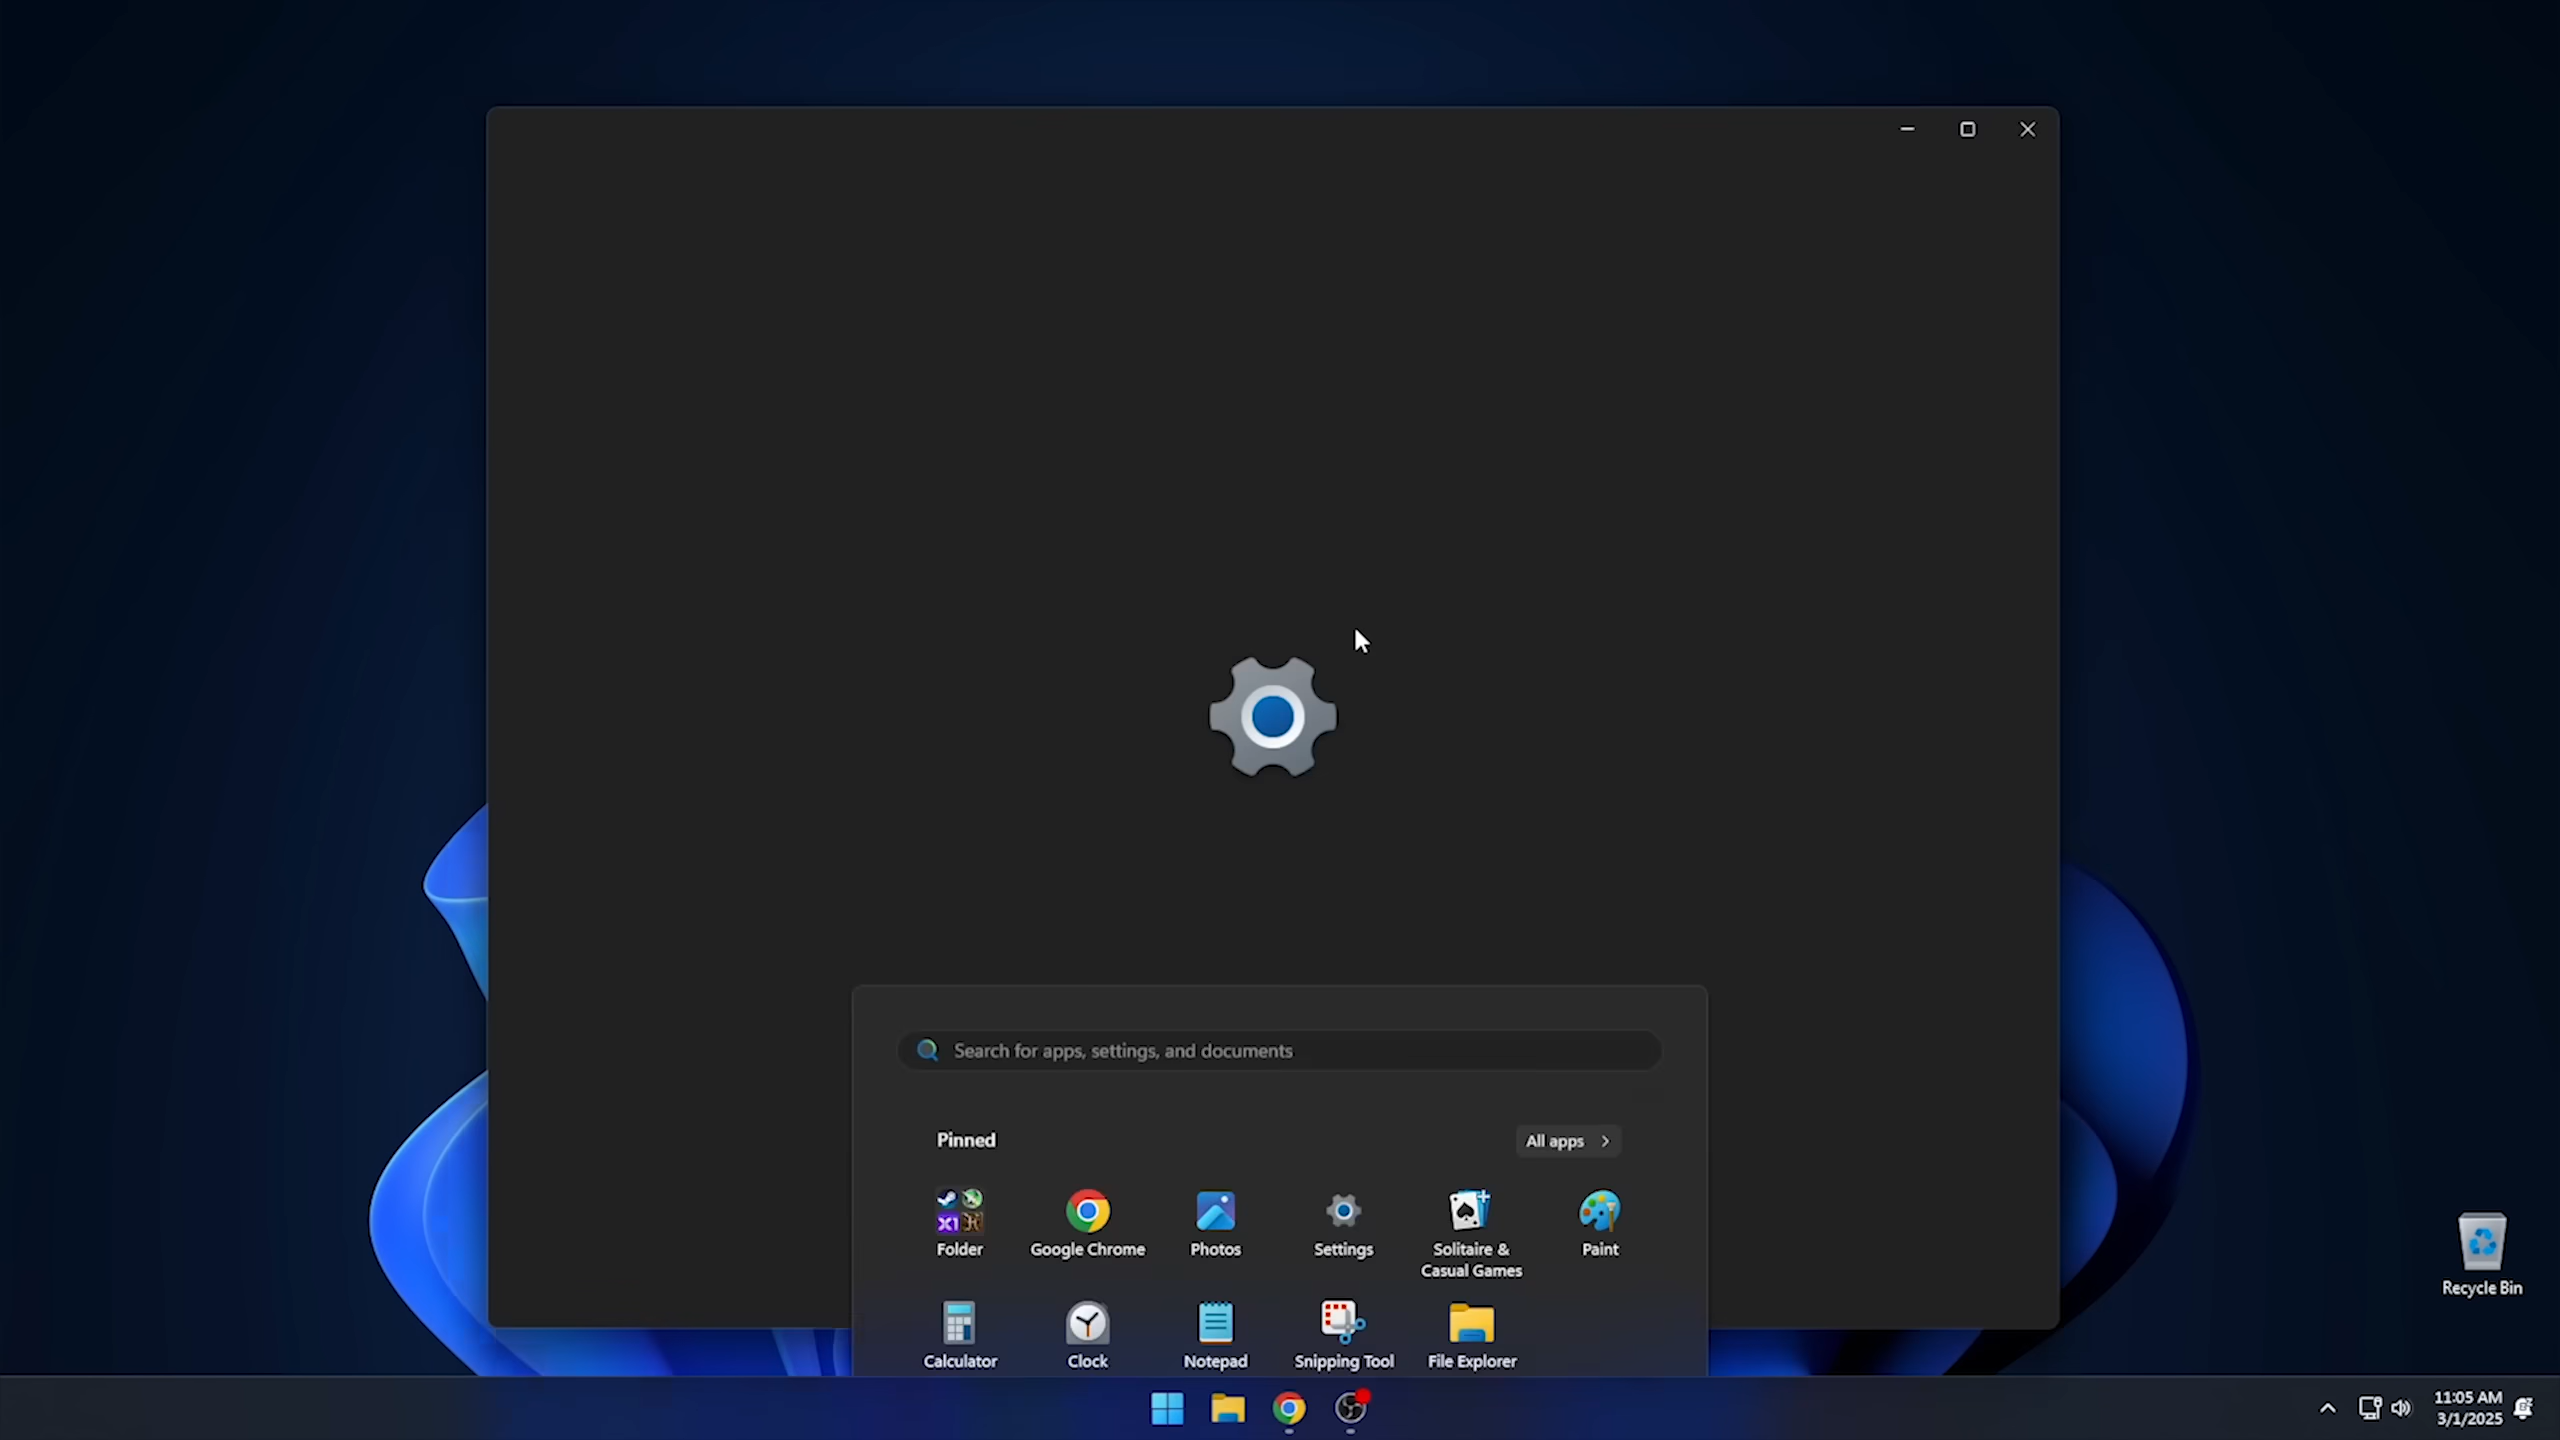 Search for apps, settings, and documents
Pinned
All apps
X1
Folder
Google Chrome
Photos
Settings
Solitaire &
Casual Games
Paint
Calculator
Clock
Notepad
Snipping Tool
File Explorer
Recycle Bin
11:05 AM
3/1/2025